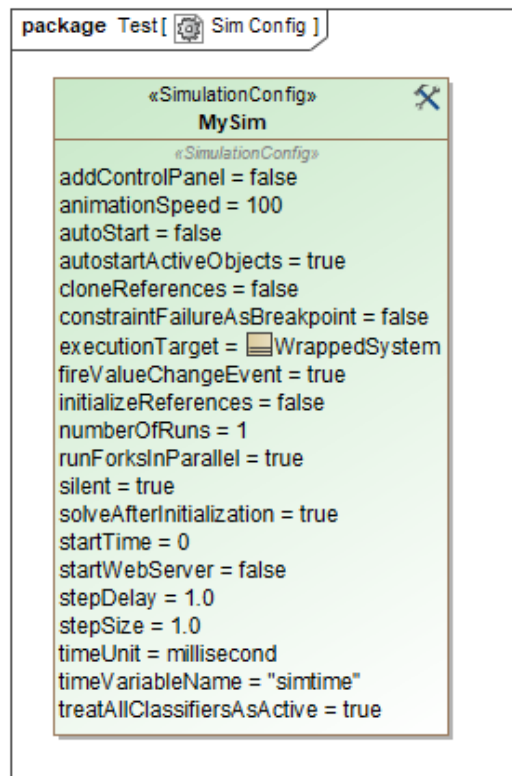 package Test[ Sim Config ]
«SimulationConfig»
MySim
«SimulationConfig»
addControlPanel = false
animationSpeed = 100
autoStart = false
autostartActiveObjects = true
cloneReferences = false
constraintFailureAsBreakpoint = false
executionTarget = WrappedSystem
fireValueChangeEvent = true
initializeReferences = false
numberOfRuns = 1
runForksInParallel = true
silent = true
solveAfterInitialization = true
startTime = 0
startWebServer = false
stepDelay = 1.0
stepSize = 1.0
timeUnit = millisecond
timeVariableName = "simtime"
treatAllClassifiersAsActive = true